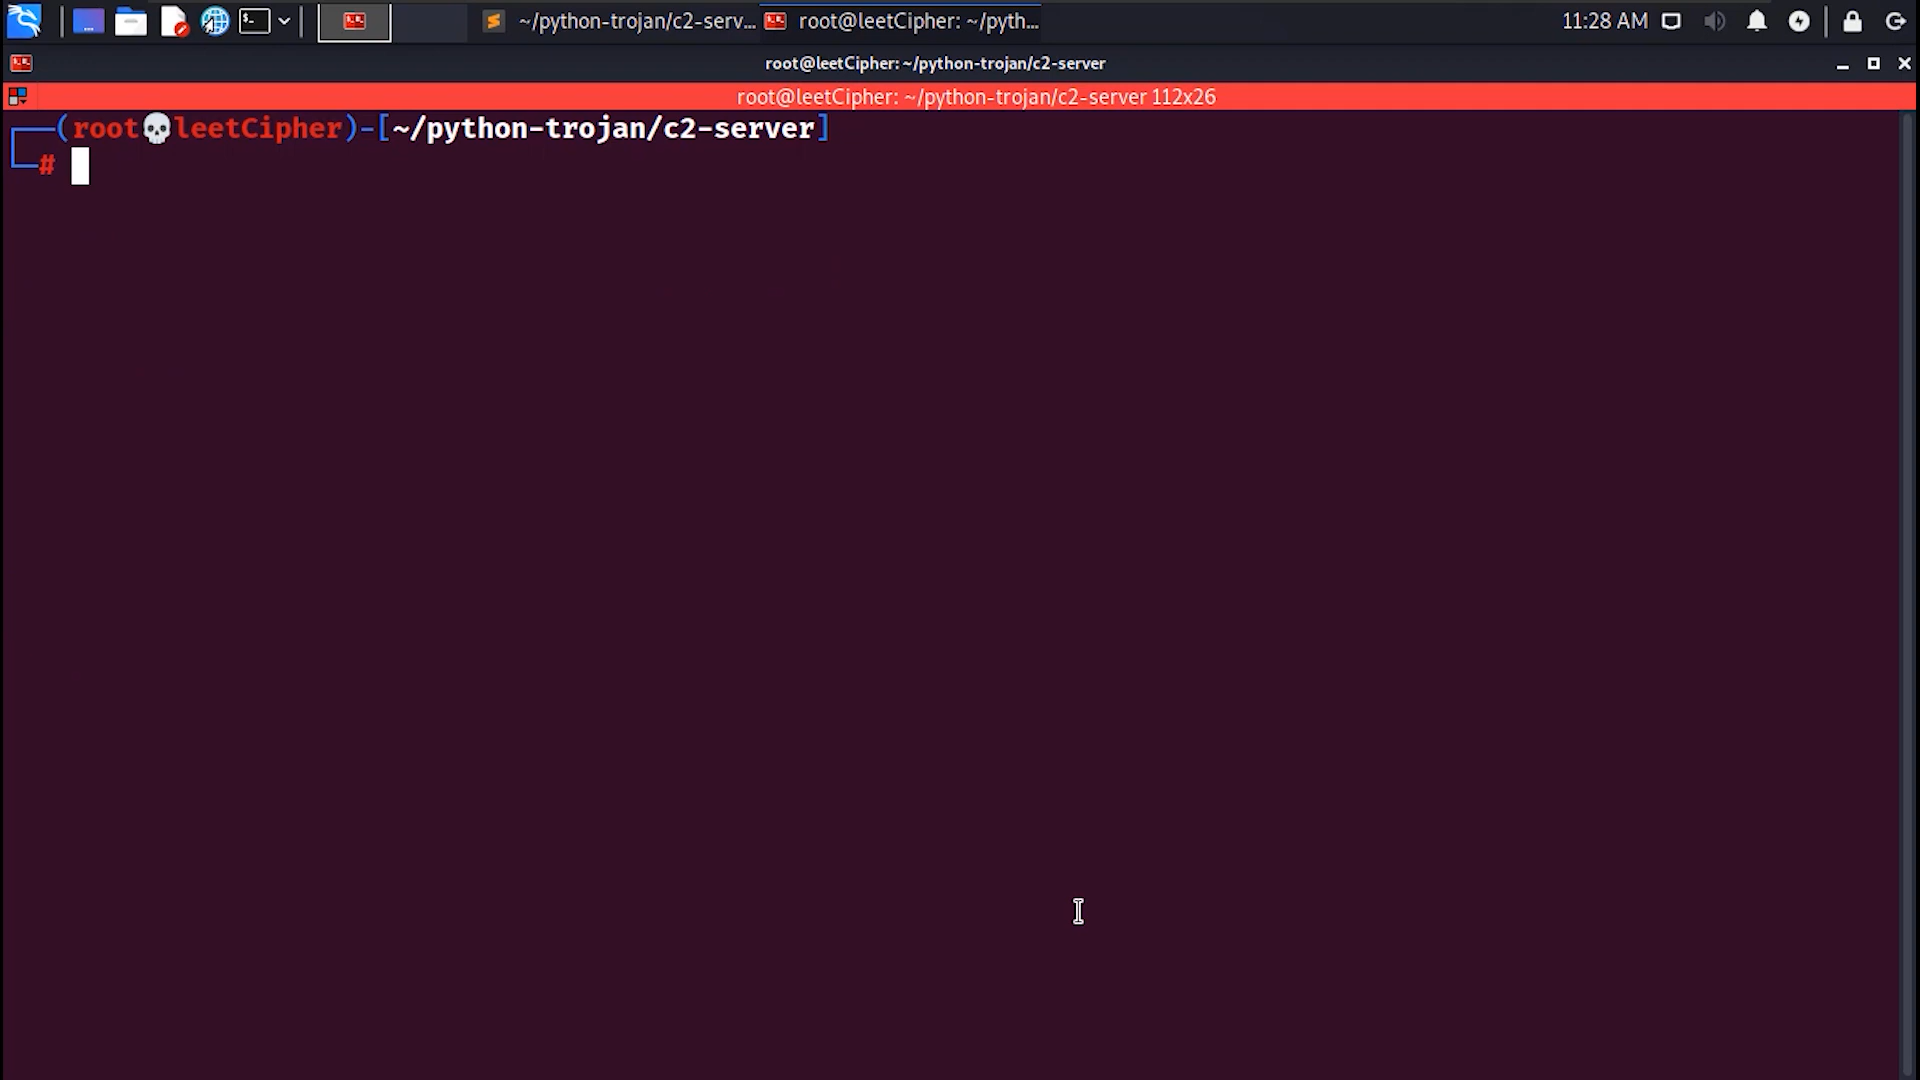 ~/python-trojan/c2-serv... root@leetCipher: ~/pyth... 11:28 AM
root@leetCipher: ~/python-trojan/c2-server
root@leetCipher: ~/python-trojan/c2-server 112x26
(root💀leetCipher)-[~/python-trojan/c2-server]
#